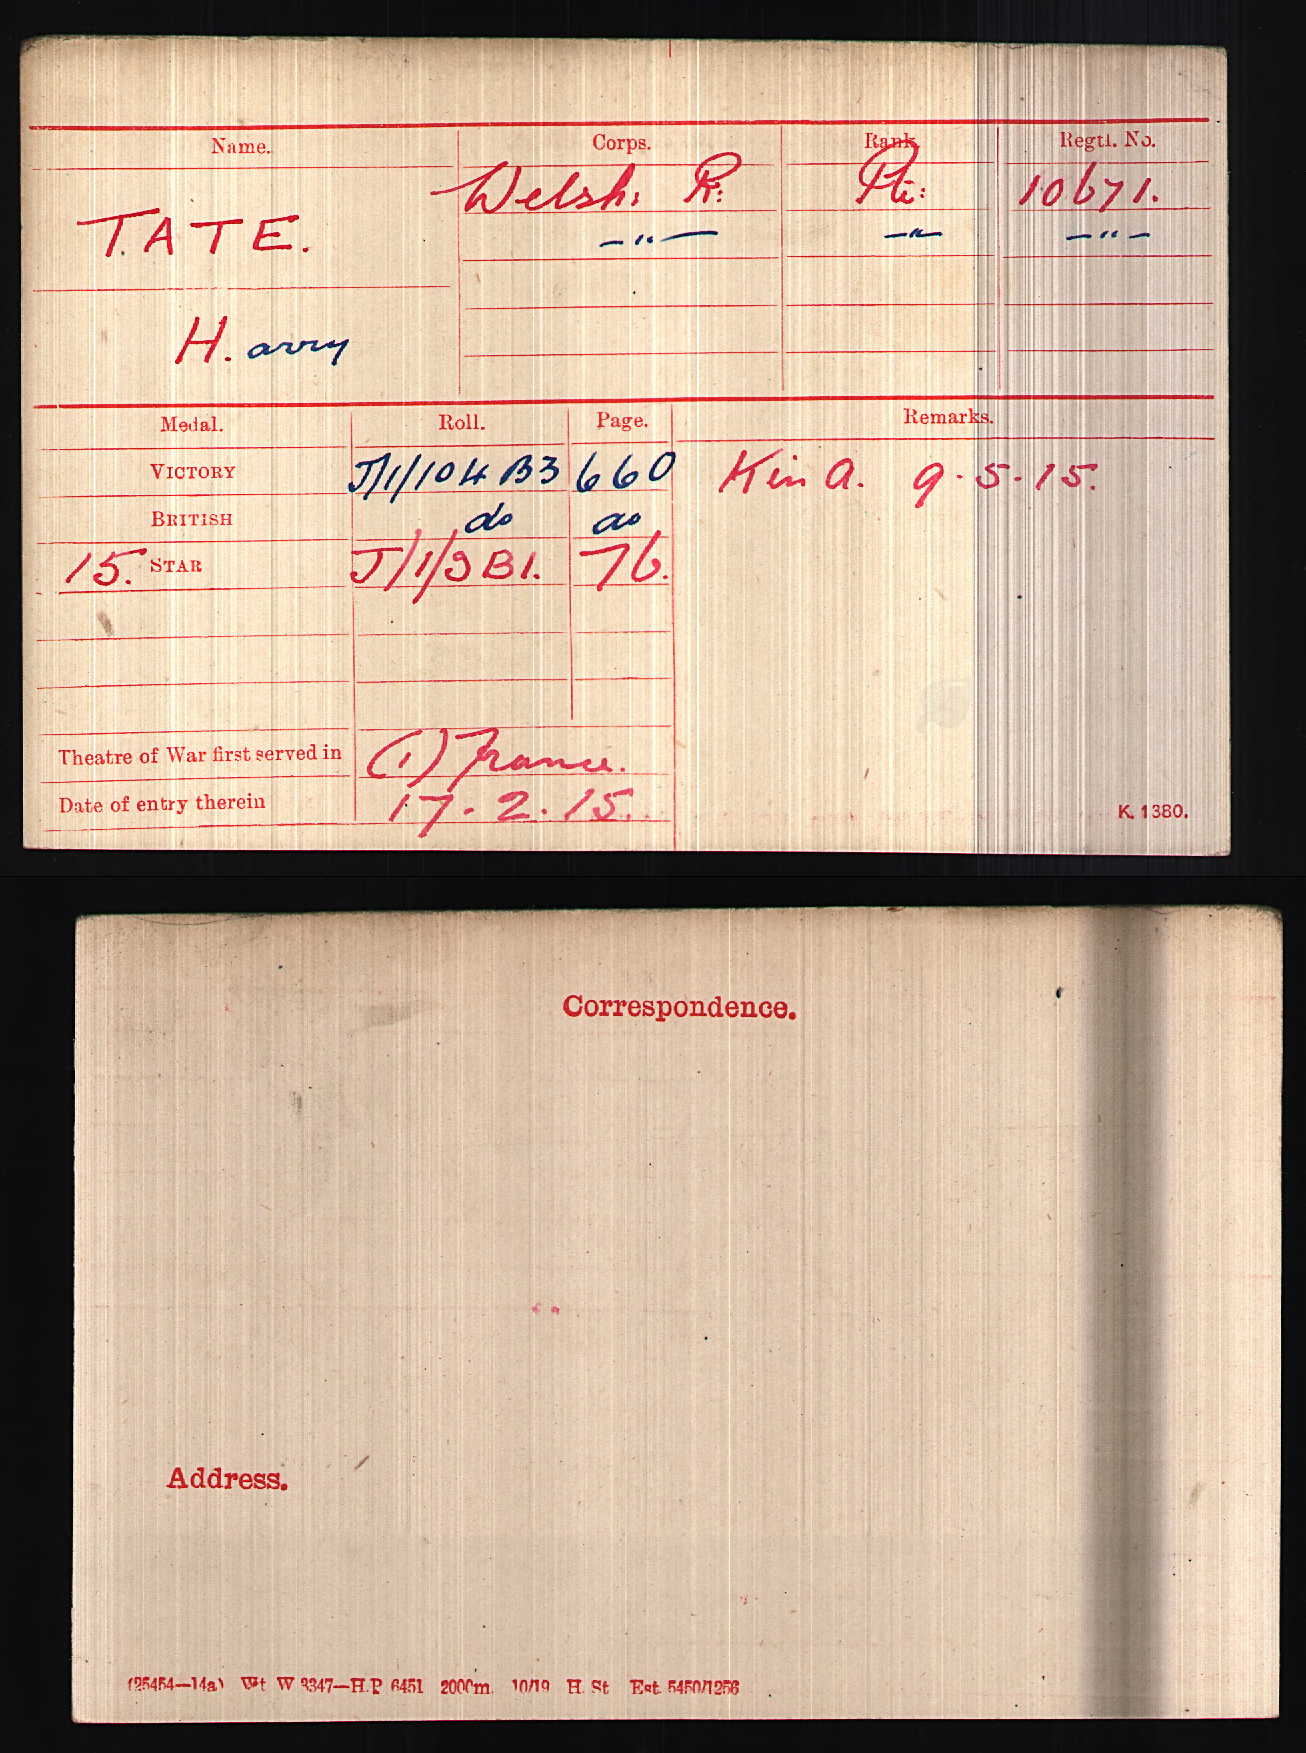 Name. Corps. Rank. Regtl. No.
TATE. Welsh: R: Pte: 10671.
—"— —"— —"—
H. arry
Medal. Roll. Page. Remarks.
VICTORY J/1/104 B3 660 K in A. 9.5.15.
BRITISH do do
15. STAR J/1/3 B1. 76.
Theatre of War first served in (1) France.
Date of entry therein 17.2.15.
K. 1380.
Correspondence.
Address.
(25454—14a) Wt W 9347—H.P 6451 2000m. 10/19 H. St Est. 5450/1256